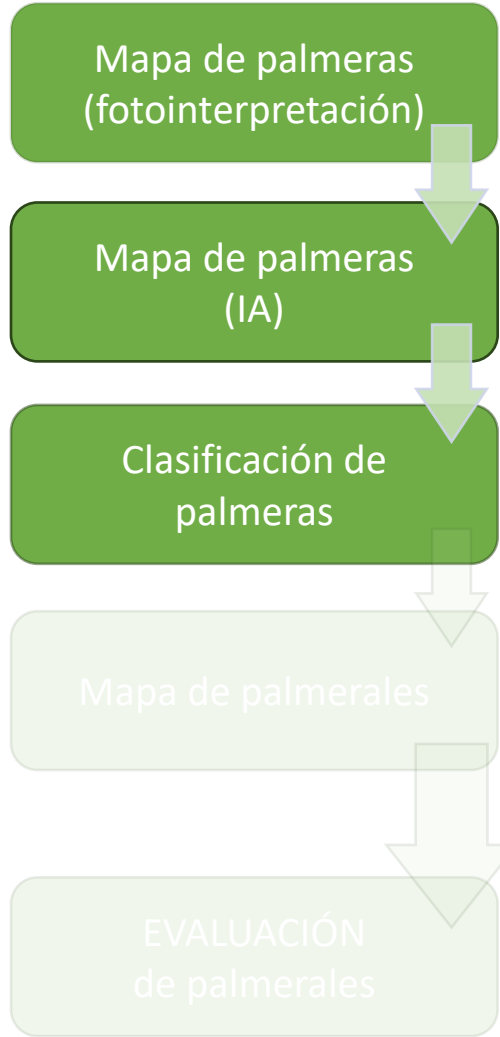 Mapa de palmeras
(fotointerpretación)
Mapa de palmeras
(IA)
Clasificación de
palmeras
Mapa de palmerales
EVALUACIÓN
de palmerales